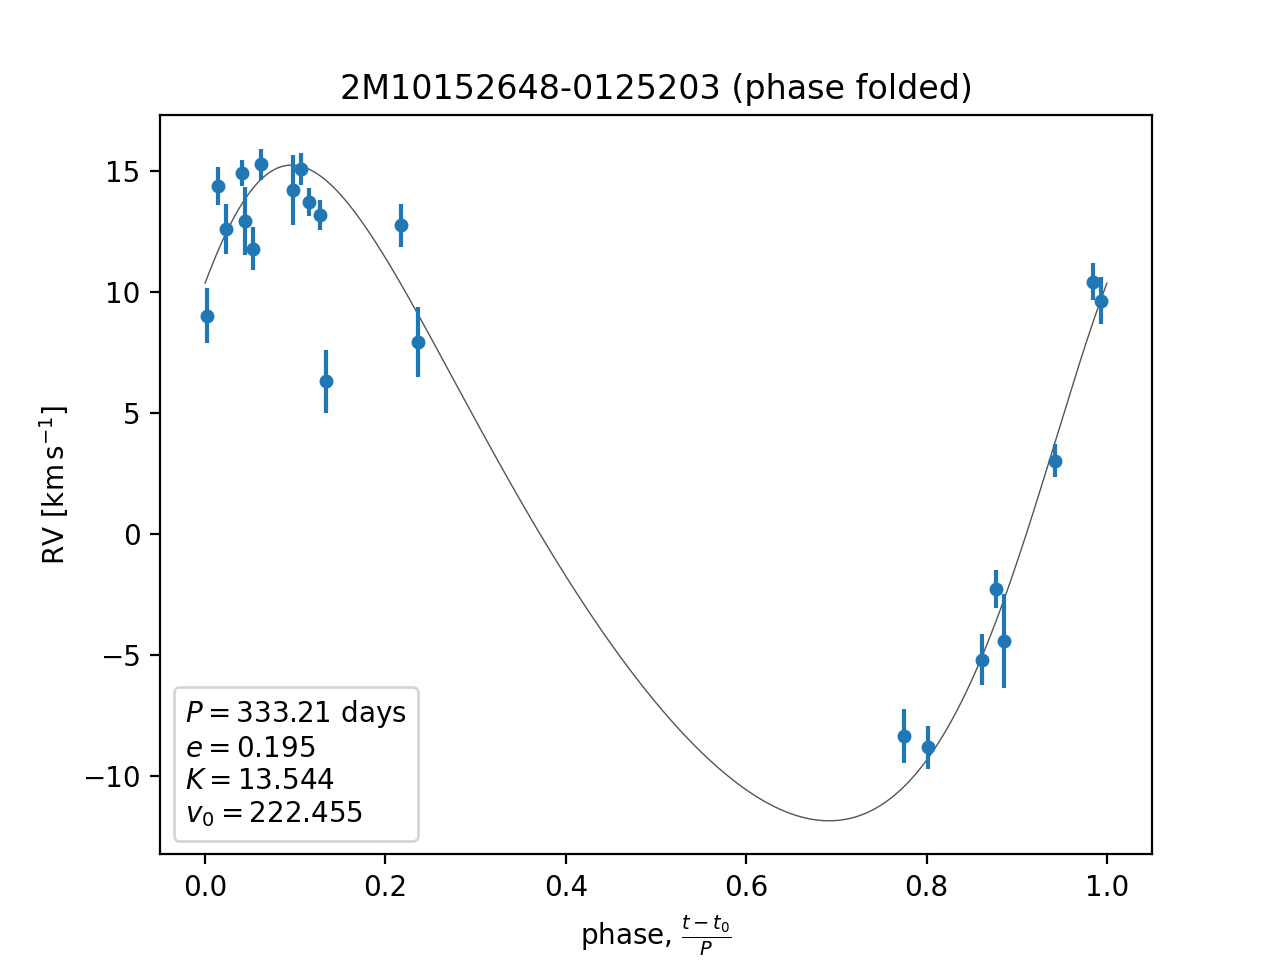 2M10152648-0125203 (phase folded)
RV [km s⁻¹]
15
10
5
0
−5
−10
P = 333.21 days
e = 0.195
K = 13.544
v₀ = 222.455
0.0 0.2 0.4 0.6 0.8 1.0
phase, (t − t₀)/P